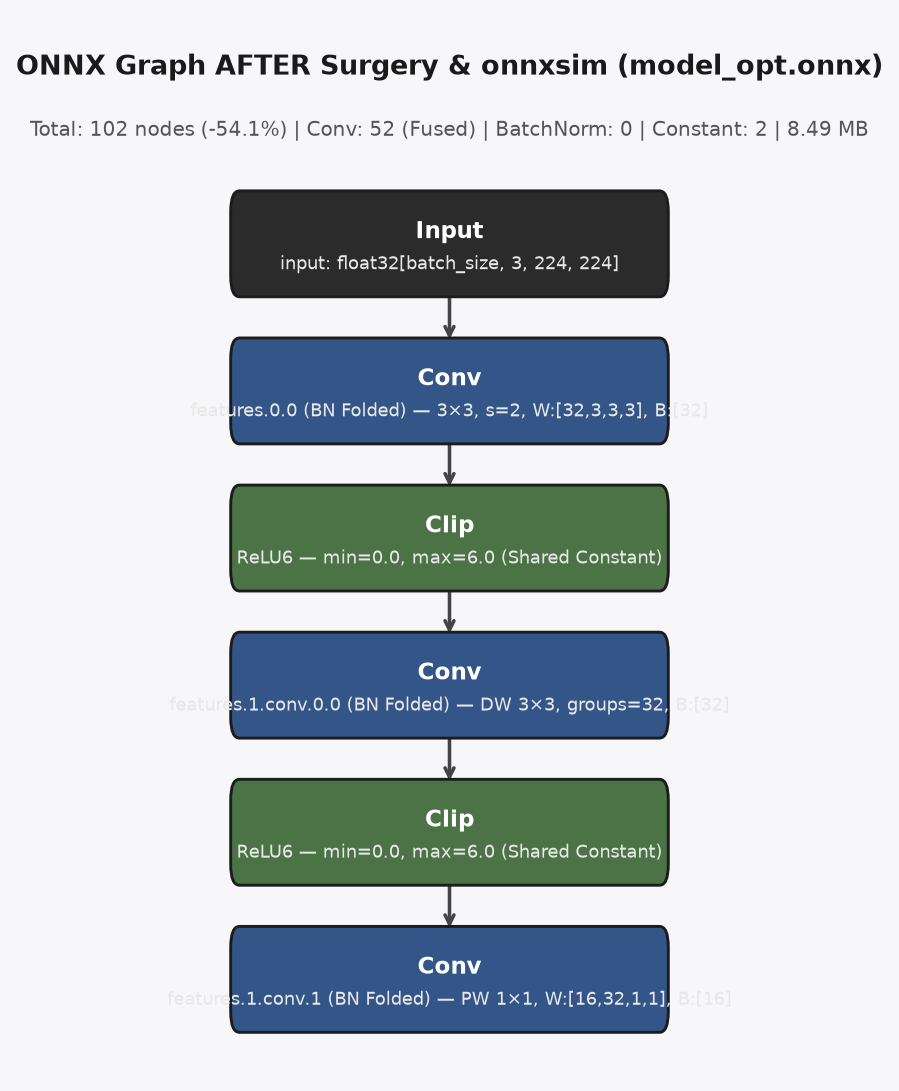 ONNX Graph AFTER Surgery & onnxsim (model_opt.onnx)
Total: 102 nodes (-54.1%) | Conv: 52 (Fused) | BatchNorm: 0 | Constant: 2 | 8.49 MB
Input
input: float32[batch_size, 3, 224, 224]
Conv
features.0.0 (BN Folded) — 3×3, s=2, W:[32,3,3,3], B:[32]
Clip
ReLU6 — min=0.0, max=6.0 (Shared Constant)
Conv
features.1.conv.0.0 (BN Folded) — DW 3×3, groups=32, B:[32]
Clip
ReLU6 — min=0.0, max=6.0 (Shared Constant)
Conv
features.1.conv.1 (BN Folded) — PW 1×1, W:[16,32,1,1], B:[16]